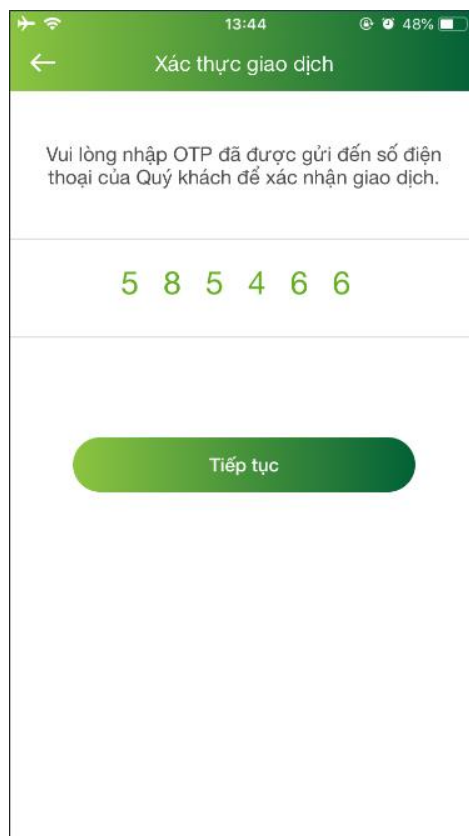 13:44
48%
Xác thực giao dịch
Vui lòng nhập OTP đã được gửi đến số điện
thoại của Quý khách để xác nhận giao dịch.
5 8 5 4 6 6
Tiếp tục